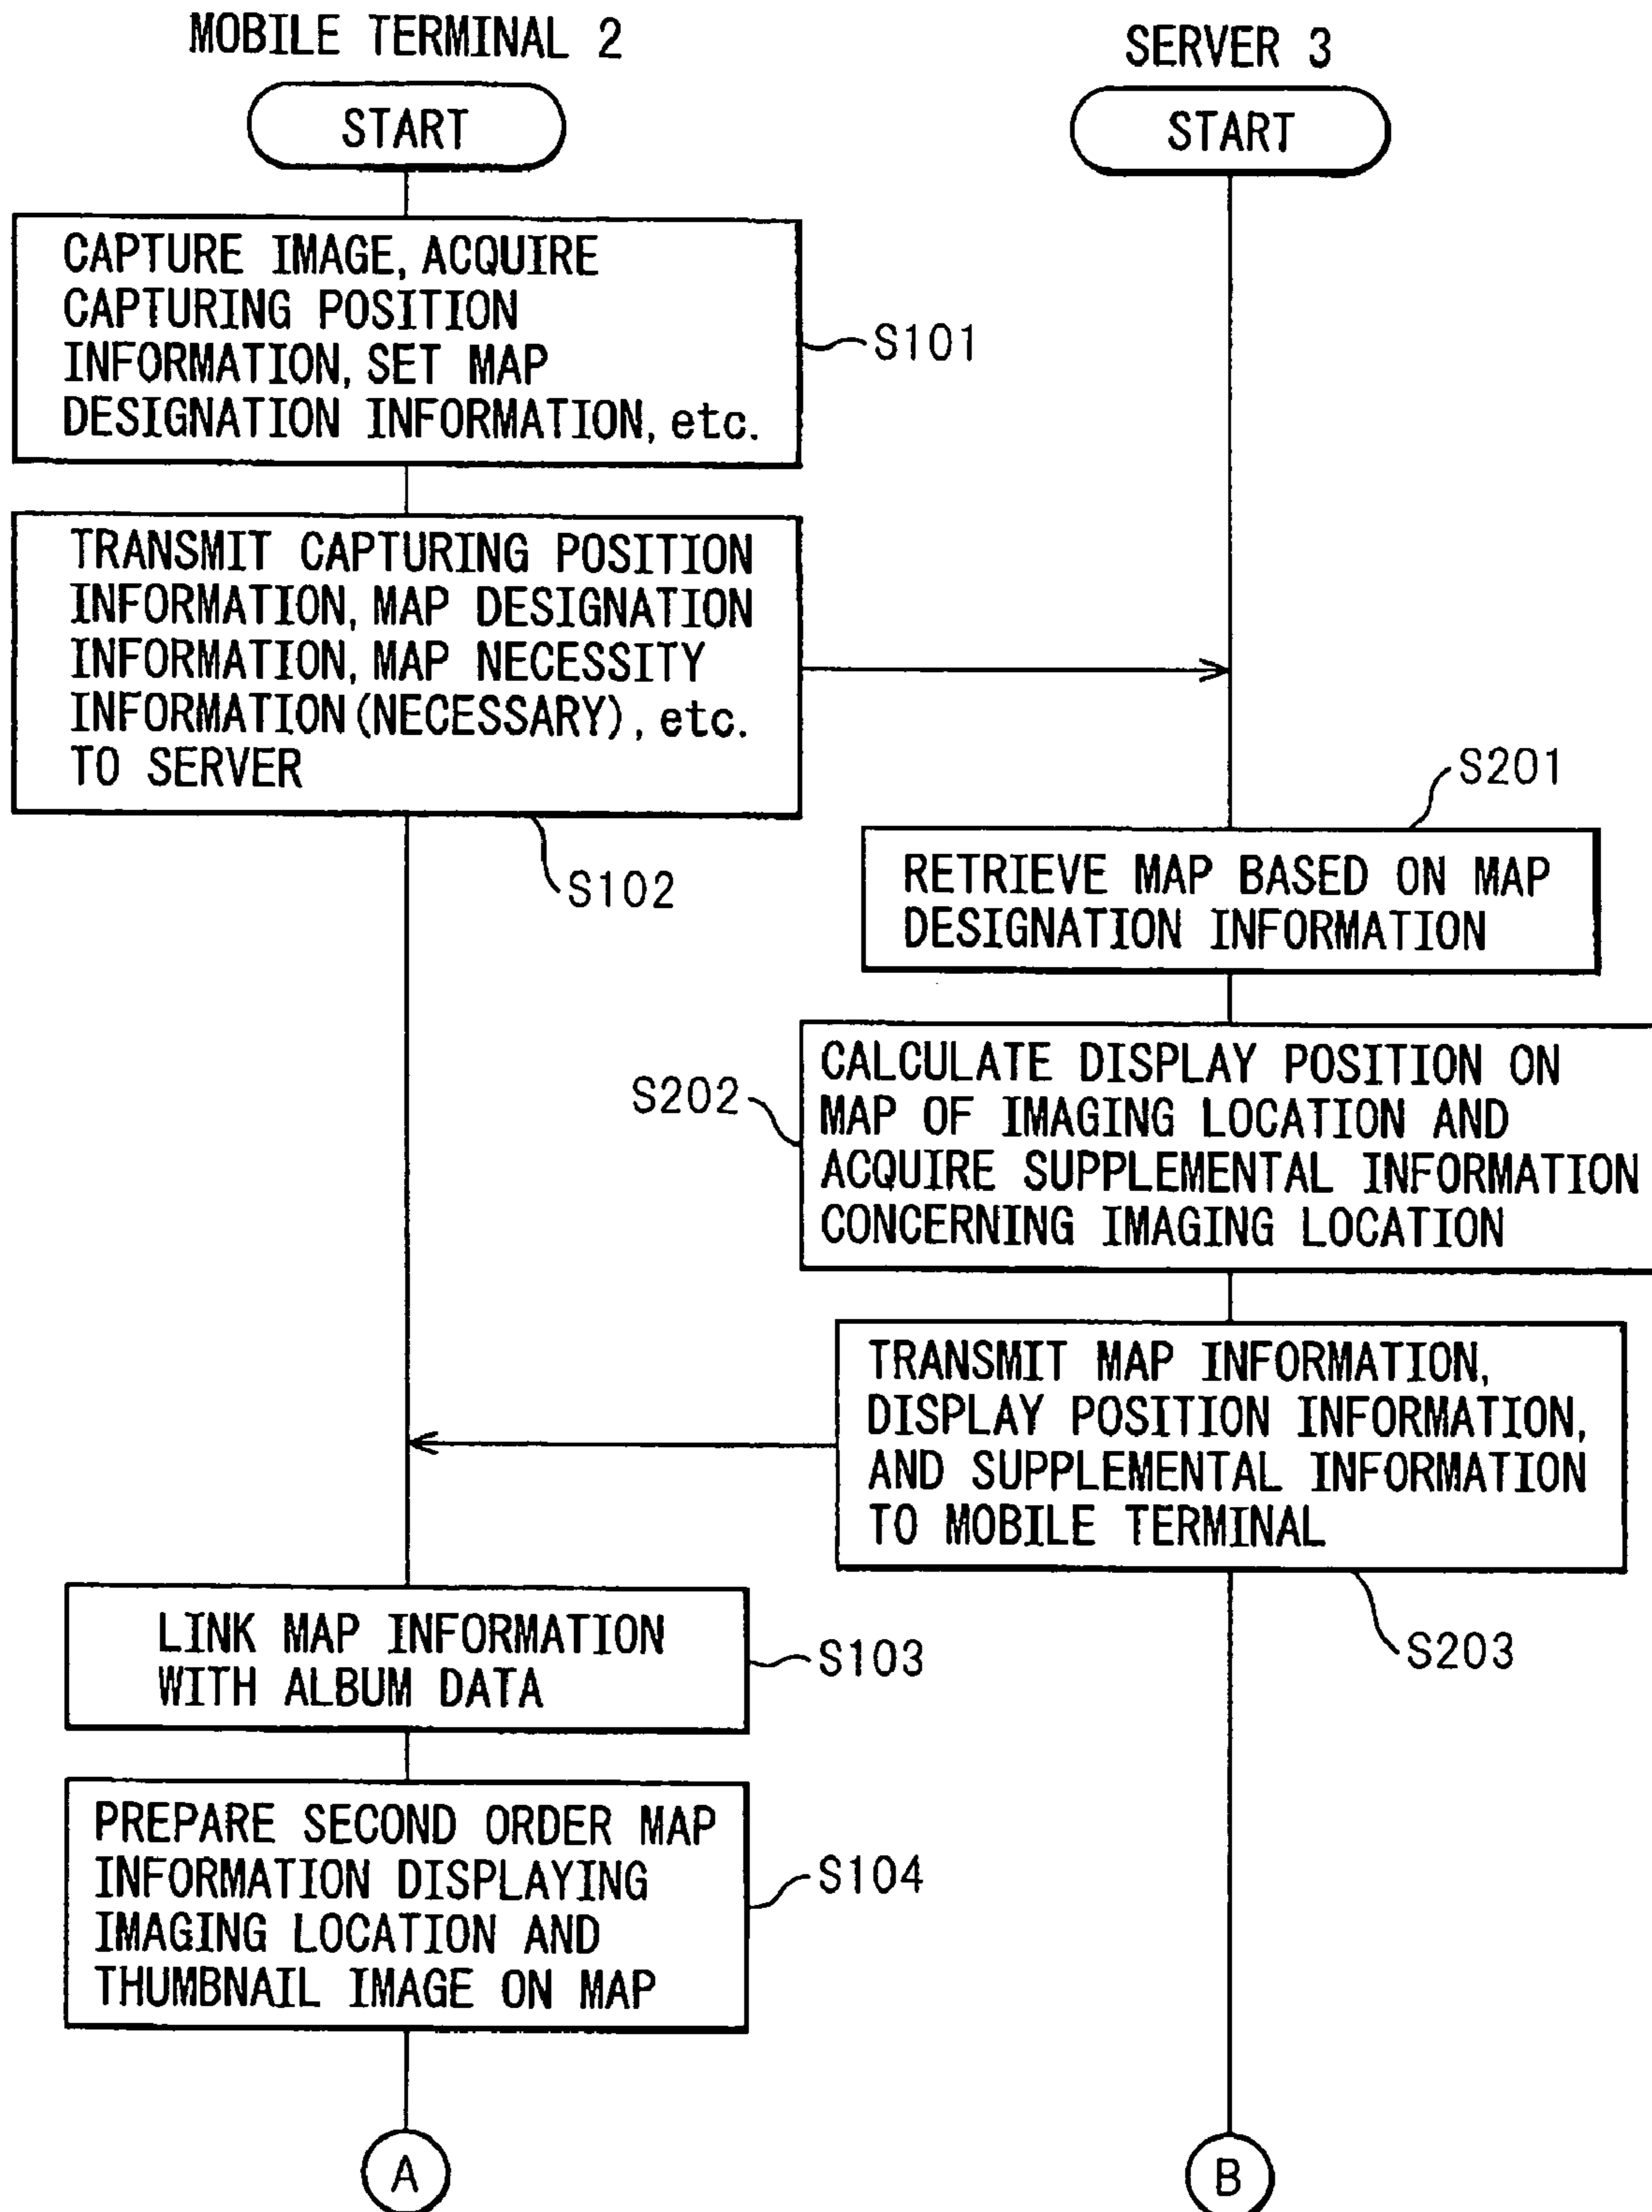 MOBILE TERMINAL 2
SERVER 3
START
START
CAPTURE IMAGE, ACQUIRE
CAPTURING POSITION
INFORMATION, SET MAP
DESIGNATION INFORMATION, etc.
S101
TRANSMIT CAPTURING POSITION
INFORMATION, MAP DESIGNATION
INFORMATION, MAP NECESSITY
INFORMATION (NECESSARY), etc.
TO SERVER
S102
S201
RETRIEVE MAP BASED ON MAP
DESIGNATION INFORMATION
S202
CALCULATE DISPLAY POSITION ON
MAP OF IMAGING LOCATION AND
ACQUIRE SUPPLEMENTAL INFORMATION
CONCERNING IMAGING LOCATION
TRANSMIT MAP INFORMATION,
DISPLAY POSITION INFORMATION,
AND SUPPLEMENTAL INFORMATION
TO MOBILE TERMINAL
S203
LINK MAP INFORMATION
WITH ALBUM DATA
S103
PREPARE SECOND ORDER MAP
INFORMATION DISPLAYING
IMAGING LOCATION AND
THUMBNAIL IMAGE ON MAP
S104
A
B